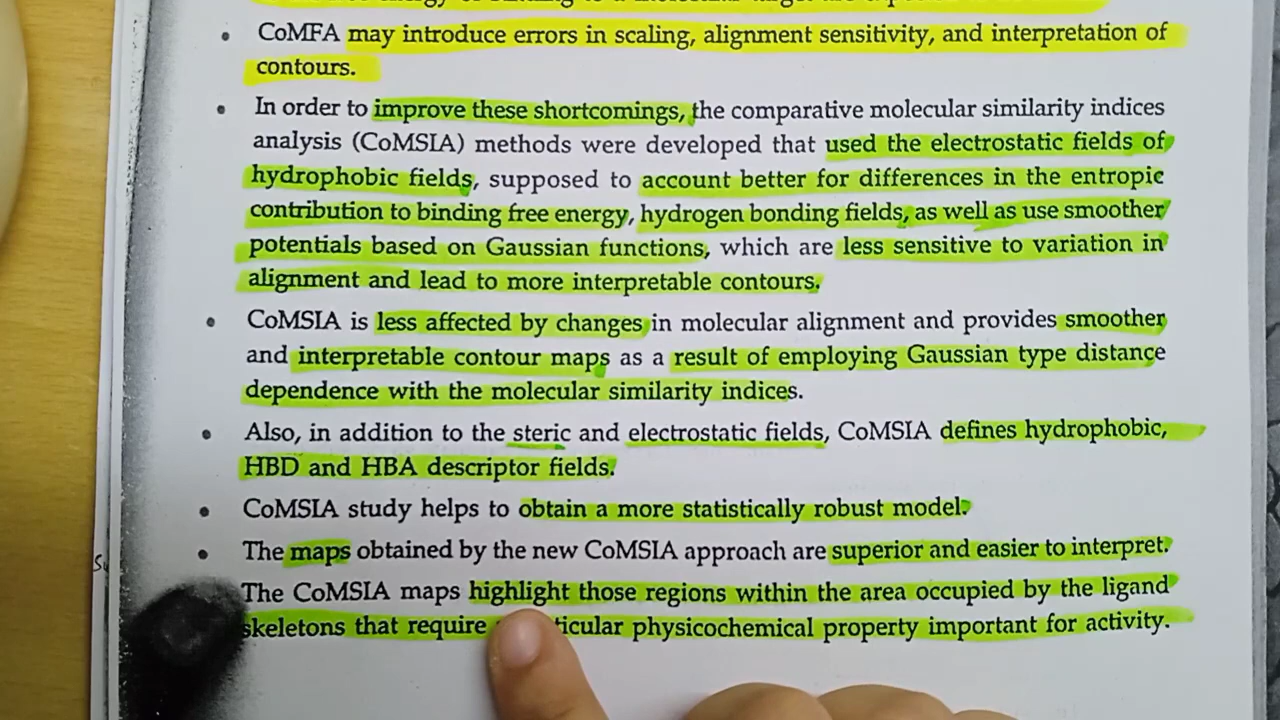 • CoMFA may introduce errors in scaling, alignment sensitivity, and interpretation of
contours.
• In order to improve these shortcomings, the comparative molecular similarity indices
analysis (CoMSIA) methods were developed that used the electrostatic fields of
hydrophobic fields, supposed to account better for differences in the entropic
contribution to binding free energy, hydrogen bonding fields, as well as use smoother
potentials based on Gaussian functions, which are less sensitive to variation in
alignment and lead to more interpretable contours.
• CoMSIA is less affected by changes in molecular alignment and provides smoother
and interpretable contour maps as a result of employing Gaussian type distance
dependence with the molecular similarity indices.
• Also, in addition to the steric and electrostatic fields, CoMSIA defines hydrophobic,
HBD and HBA descriptor fields.
• CoMSIA study helps to obtain a more statistically robust model.
• The maps obtained by the new CoMSIA approach are superior and easier to interpret.
The CoMSIA maps highlight those regions within the area occupied by the ligand
skeletons that require physicochemical property important for activity.